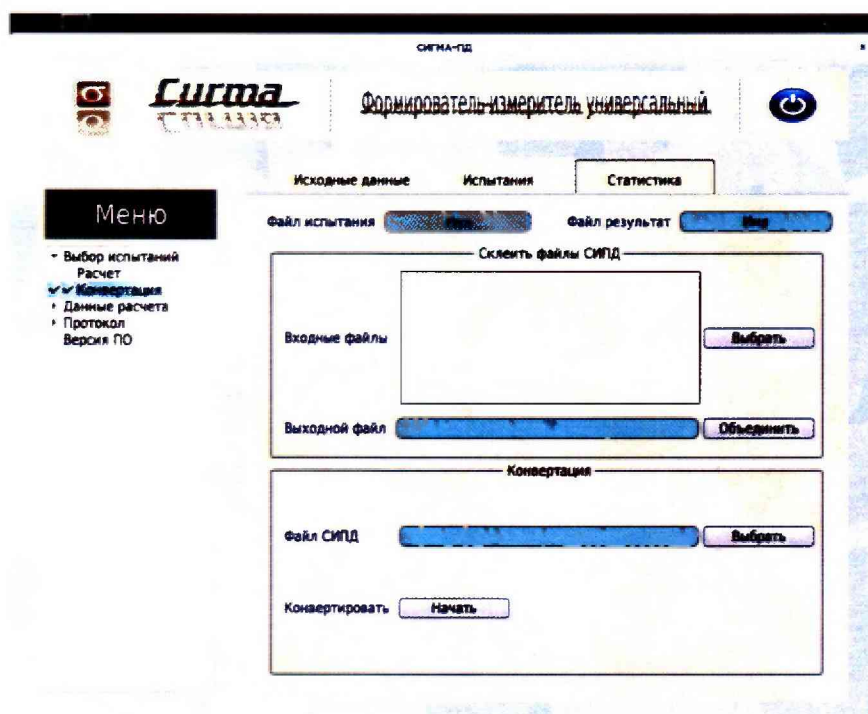 СИГМА-ПД
х
σ Сигма Формирователь-измеритель универсальный
Исходные данные Испытания Статистика
Меню
Файл испытания Файл результат
Выбор испытаний
Расчет
Конвертация
Данные расчета
Протокол
Версия ПО
Склеить файлы СИПД
Входные файлы Выбрать
Выходной файл Объединить
Конвертация
Файл СИПД Выбрать
Конвертировать Начать